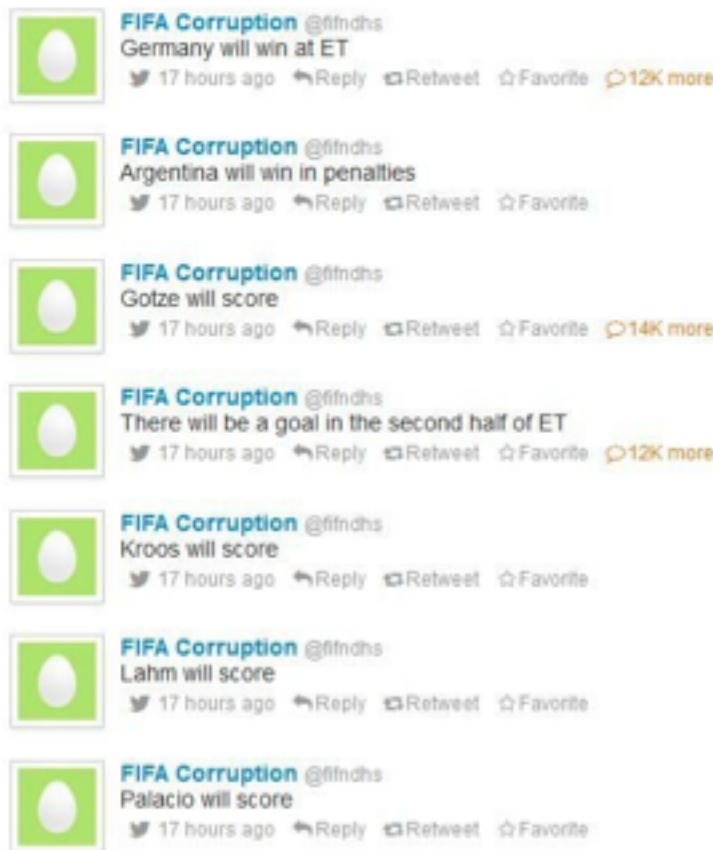 FIFA Corruption @fifndhs
Germany will win at ET
17 hours ago Reply Retweet Favorite 12K more
FIFA Corruption @fifndhs
Argentina will win in penalties
17 hours ago Reply Retweet Favorite
FIFA Corruption @fifndhs
Gotze will score
17 hours ago Reply Retweet Favorite 14K more
FIFA Corruption @fifndhs
There will be a goal in the second half of ET
17 hours ago Reply Retweet Favorite 12K more
FIFA Corruption @fifndhs
Kroos will score
17 hours ago Reply Retweet Favorite
FIFA Corruption @fifndhs
Lahm will score
17 hours ago Reply Retweet Favorite
FIFA Corruption @fifndhs
Palacio will score
17 hours ago Reply Retweet Favorite